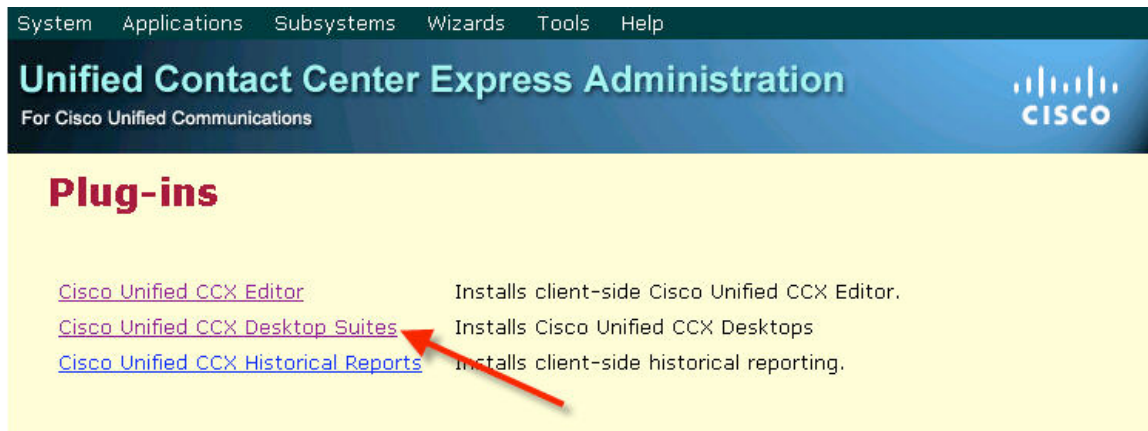 System Applications Subsystems Wizards Tools Help
Unified Contact Center Express Administration
For Cisco Unified Communications
CISCO
Plug-ins
Cisco Unified CCX Editor Installs client-side Cisco Unified CCX Editor.
Cisco Unified CCX Desktop Suites Installs Cisco Unified CCX Desktops
Cisco Unified CCX Historical Reports Installs client-side historical reporting.